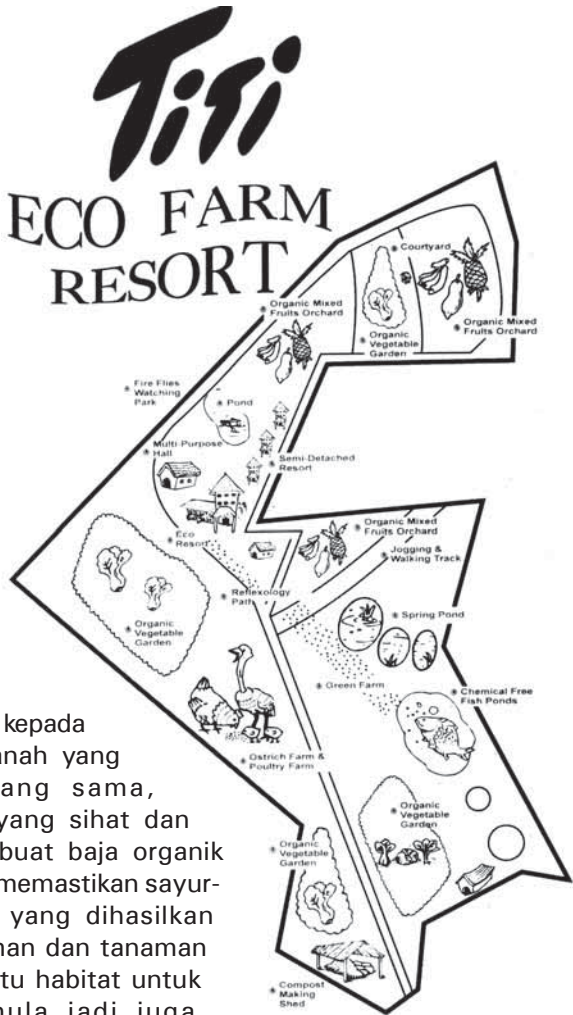 Titi
ECO FARM
RESORT
Courtyard
Organic Mixed
Fruits Orchard
Organic
Vegetable
Garden
Organic Mixed
Fruits Orchard
Fire Flies
Watching
Park
Pond
Multi-Purpose
Hall
Semi-Detached
Resort
Organic Mixed
Fruits Orchard
Eco
Resort
Jogging &
Walking Track
Reflexology
Path
Spring Pond
Organic
Vegetable
Garden
Green Farm
Chemical Free
Fish Ponds
Ostrich Farm &
Poultry Farm
Organic
Vegetable
Garden
Organic
Vegetable
Garden
Compost
Making
Shed
kepada
anah yang
ang sama,
yang sihat dan
buat baja organik
memastikan sayur-
yang dihasilkan
dan tanaman
tu habitat untuk
jadi juga